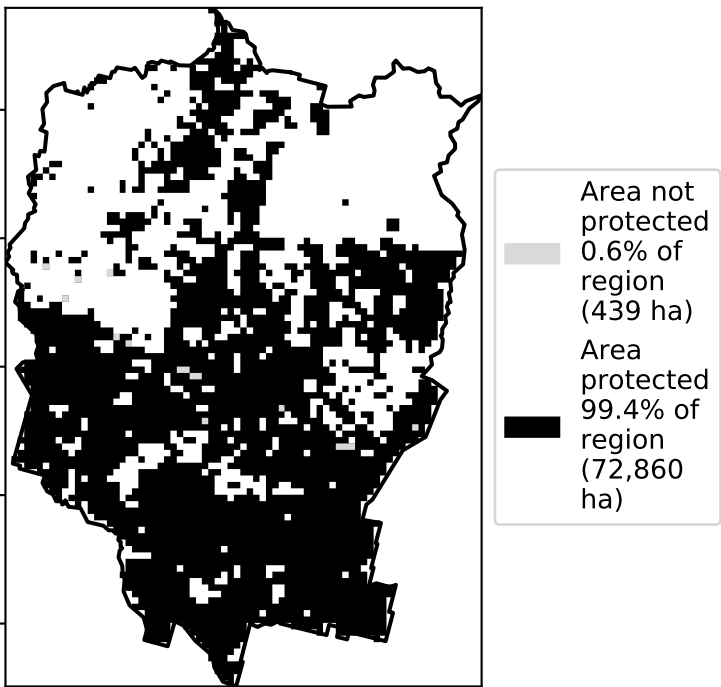 Area not
protected
0.6% of
region
(439 ha)
Area
protected
99.4% of
region
(72,860
ha)